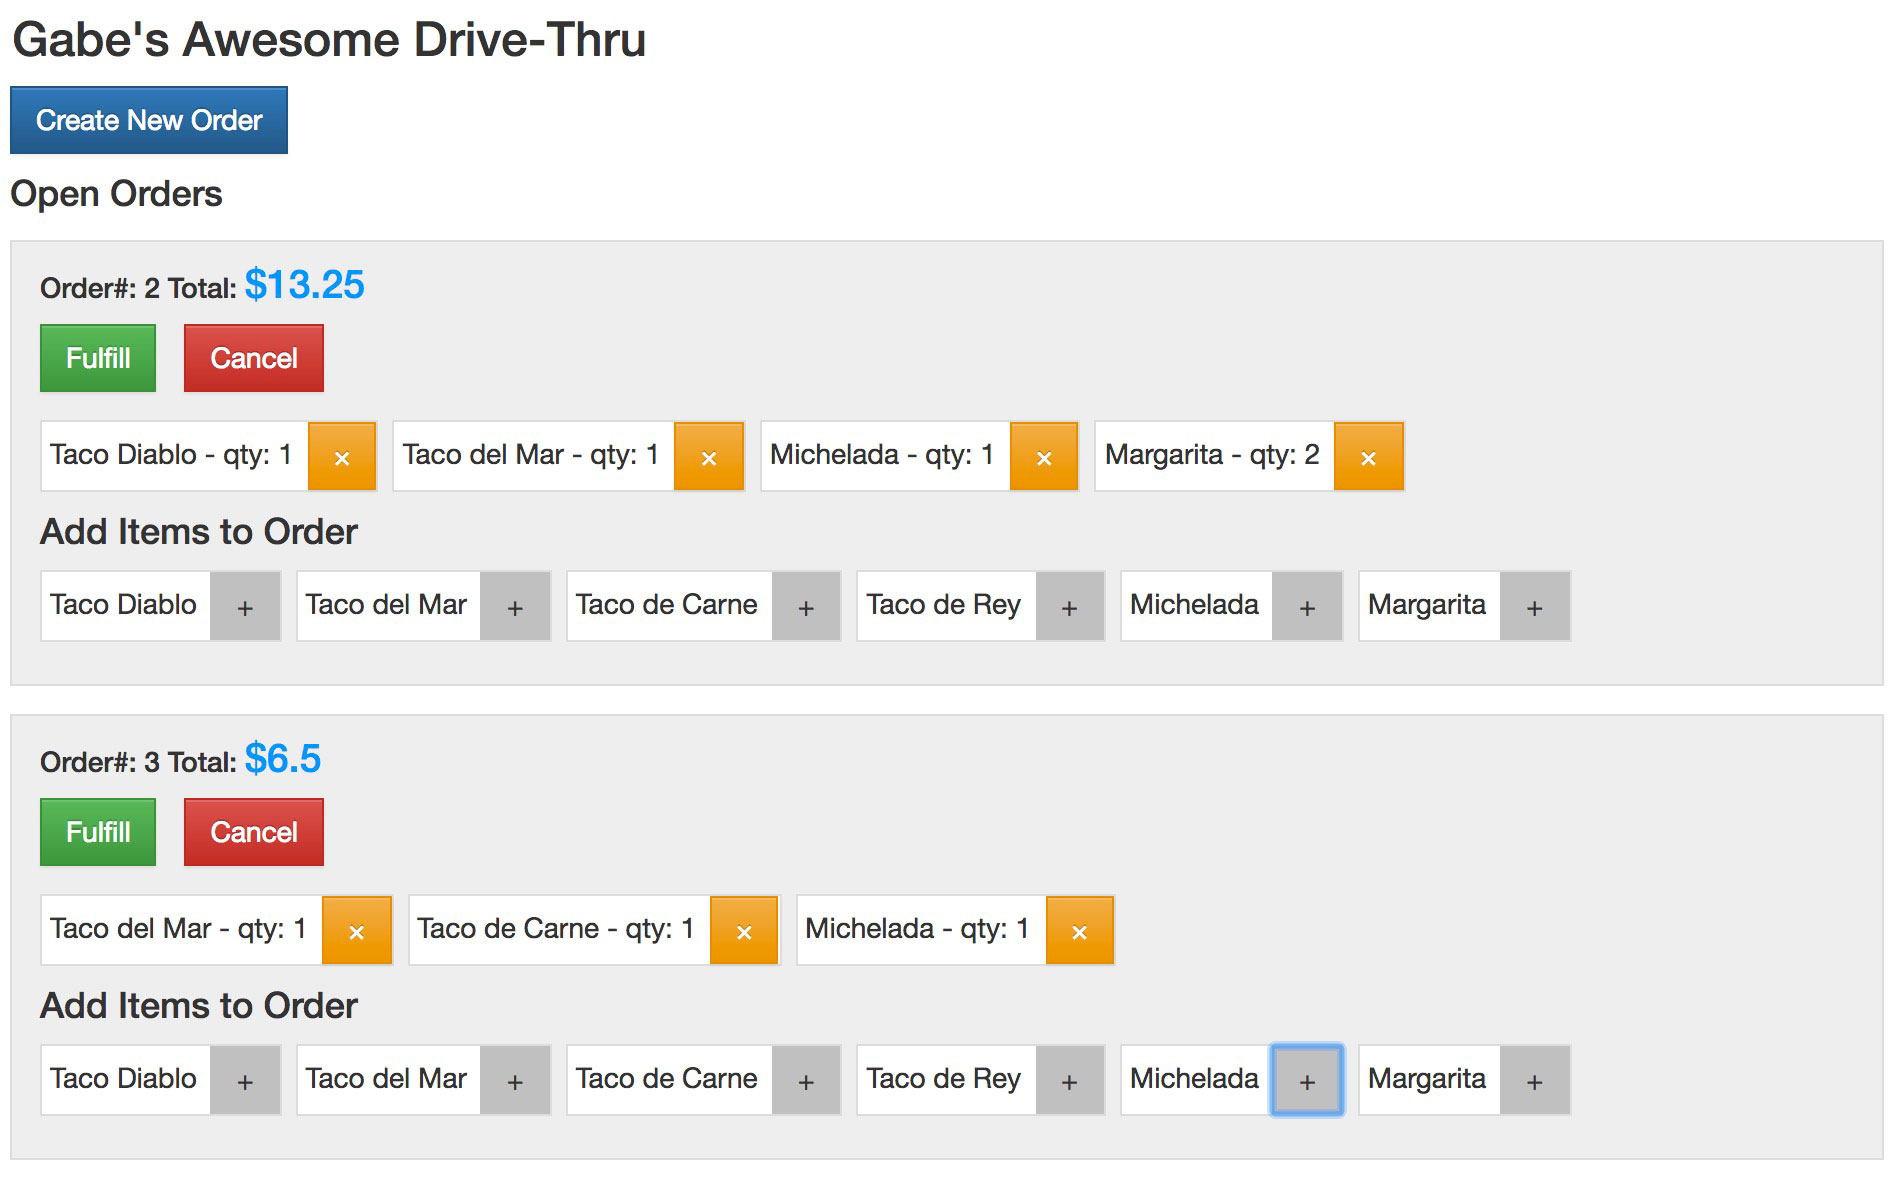 Gabe's Awesome Drive-Thru
Create New Order
Open Orders
Order#: 2 Total: $13.25
Fulfill Cancel
Taco Diablo - qty: 1 × Taco del Mar - qty: 1 × Michelada - qty: 1 × Margarita - qty: 2 ×
Add Items to Order
Taco Diablo + Taco del Mar + Taco de Carne + Taco de Rey + Michelada + Margarita +
Order#: 3 Total: $6.5
Fulfill Cancel
Taco del Mar - qty: 1 × Taco de Carne - qty: 1 × Michelada - qty: 1 ×
Add Items to Order
Taco Diablo + Taco del Mar + Taco de Carne + Taco de Rey + Michelada + Margarita +